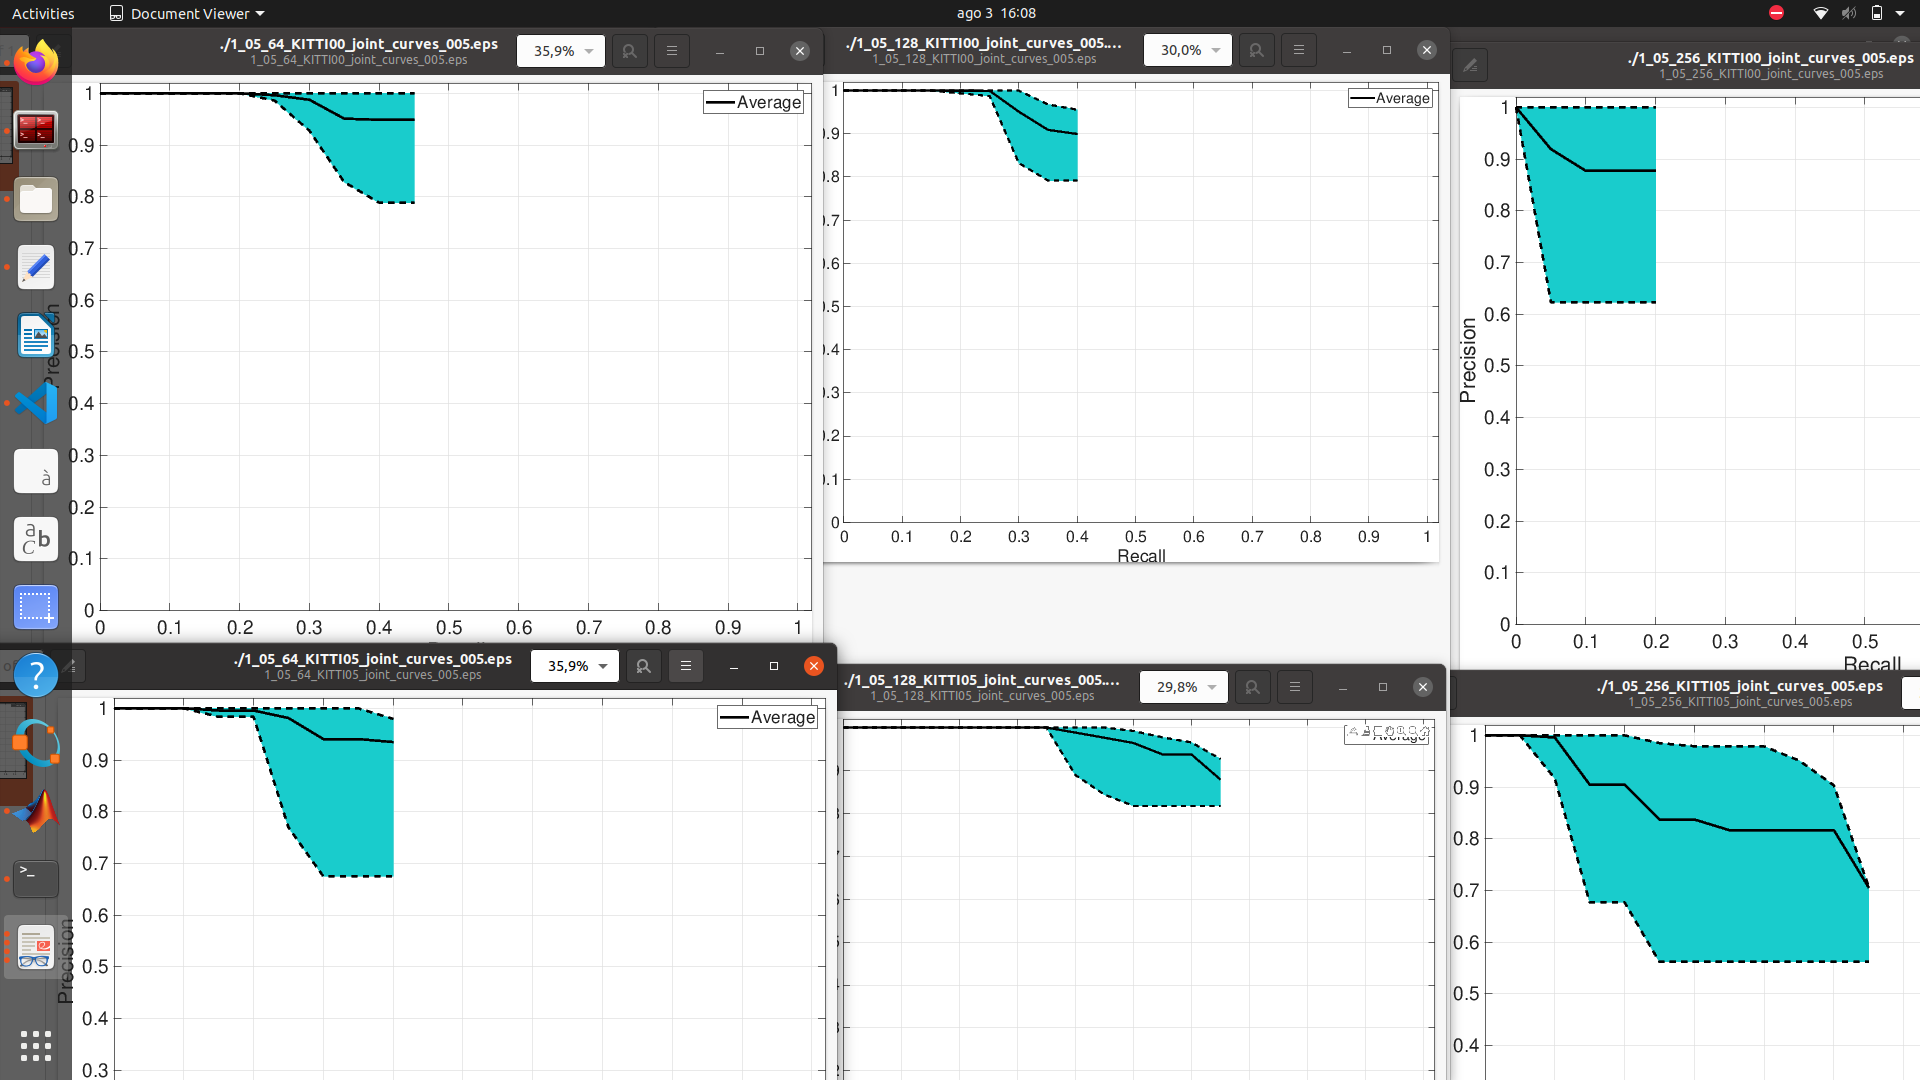 Activities
Document Viewer
ago 3 16:08
./1_05_64_KITTI00_joint_curves_005.eps
1_05_64_KITTI00_joint_curves_005.eps
35,9%
1
0.9
0.8
0.7
0.6
0.5
0.4
0.3
0.2
0.1
0
0 0.1 0.2 0.3 0.4 0.5 0.6 0.7 0.8 0.9 1
Average
Precision
./1_05_128_KITTI00_joint_curves_005....
1_05_128_KITTI00_joint_curves_005.eps
30,0%
1
0.9
0.8
0.7
0.6
0.5
0.4
0.3
0.2
0.1
0
0 0.1 0.2 0.3 0.4 0.5 0.6 0.7 0.8 0.9 1
Recall
Average
./1_05_256_KITTI00_joint_curves_005.eps
1_05_256_KITTI00_joint_curves_005.eps
1
0.9
0.8
0.7
0.6
0.5
0.4
0.3
0.2
0.1
0
0 0.1 0.2 0.3 0.4 0.5
Recall
Precision
./1_05_64_KITTI05_joint_curves_005.eps
1_05_64_KITTI05_joint_curves_005.eps
35,9%
1
0.9
0.8
0.7
0.6
0.5
0.4
0.3
Average
Precision
./1_05_128_KITTI05_joint_curves_005....
1_05_128_KITTI05_joint_curves_005.eps
29,8%
Average
./1_05_256_KITTI05_joint_curves_005.eps
1_05_256_KITTI05_joint_curves_005.eps
1
0.9
0.8
0.7
0.6
0.5
0.4
à
a
C b
?
>_